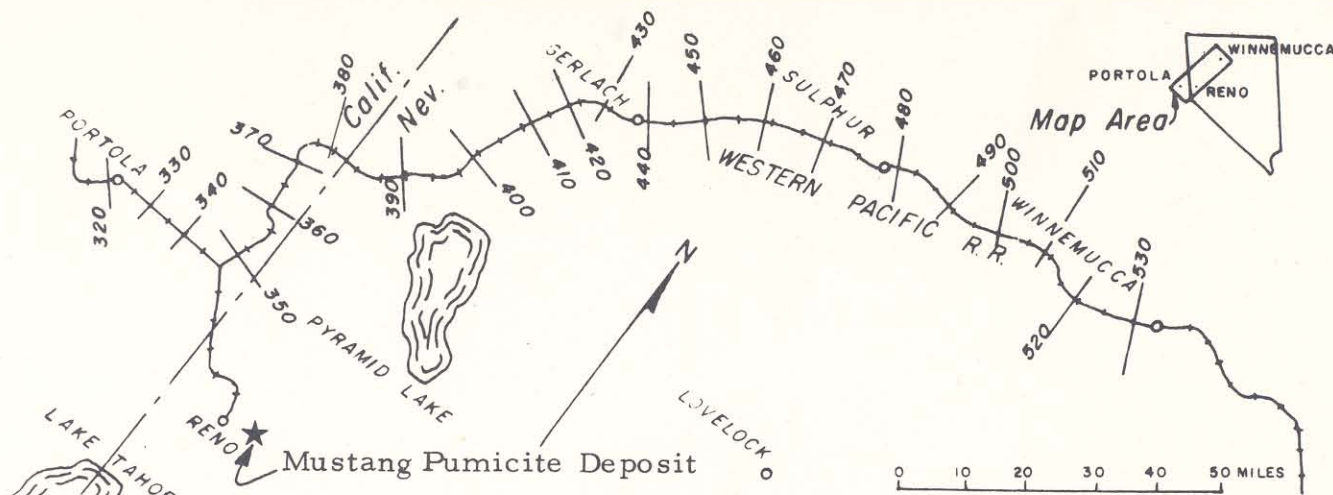 PORTOLA
320
330
340
350
360
370
380
Calif.
Nev.
390
400
410
420
GERLACH
430
440
450
460
SULPHUR
470
480
WESTERN PACIFIC R.R.
490
500
WINNEMUCCA
510
520
530
WINNEMUCCA
PORTOLA
RENO
Map Area
PYRAMID LAKE
N
LOVELOCK
RENO
LAKE
Mustang Pumicite Deposit
0 10 20 30 40 50 MILES